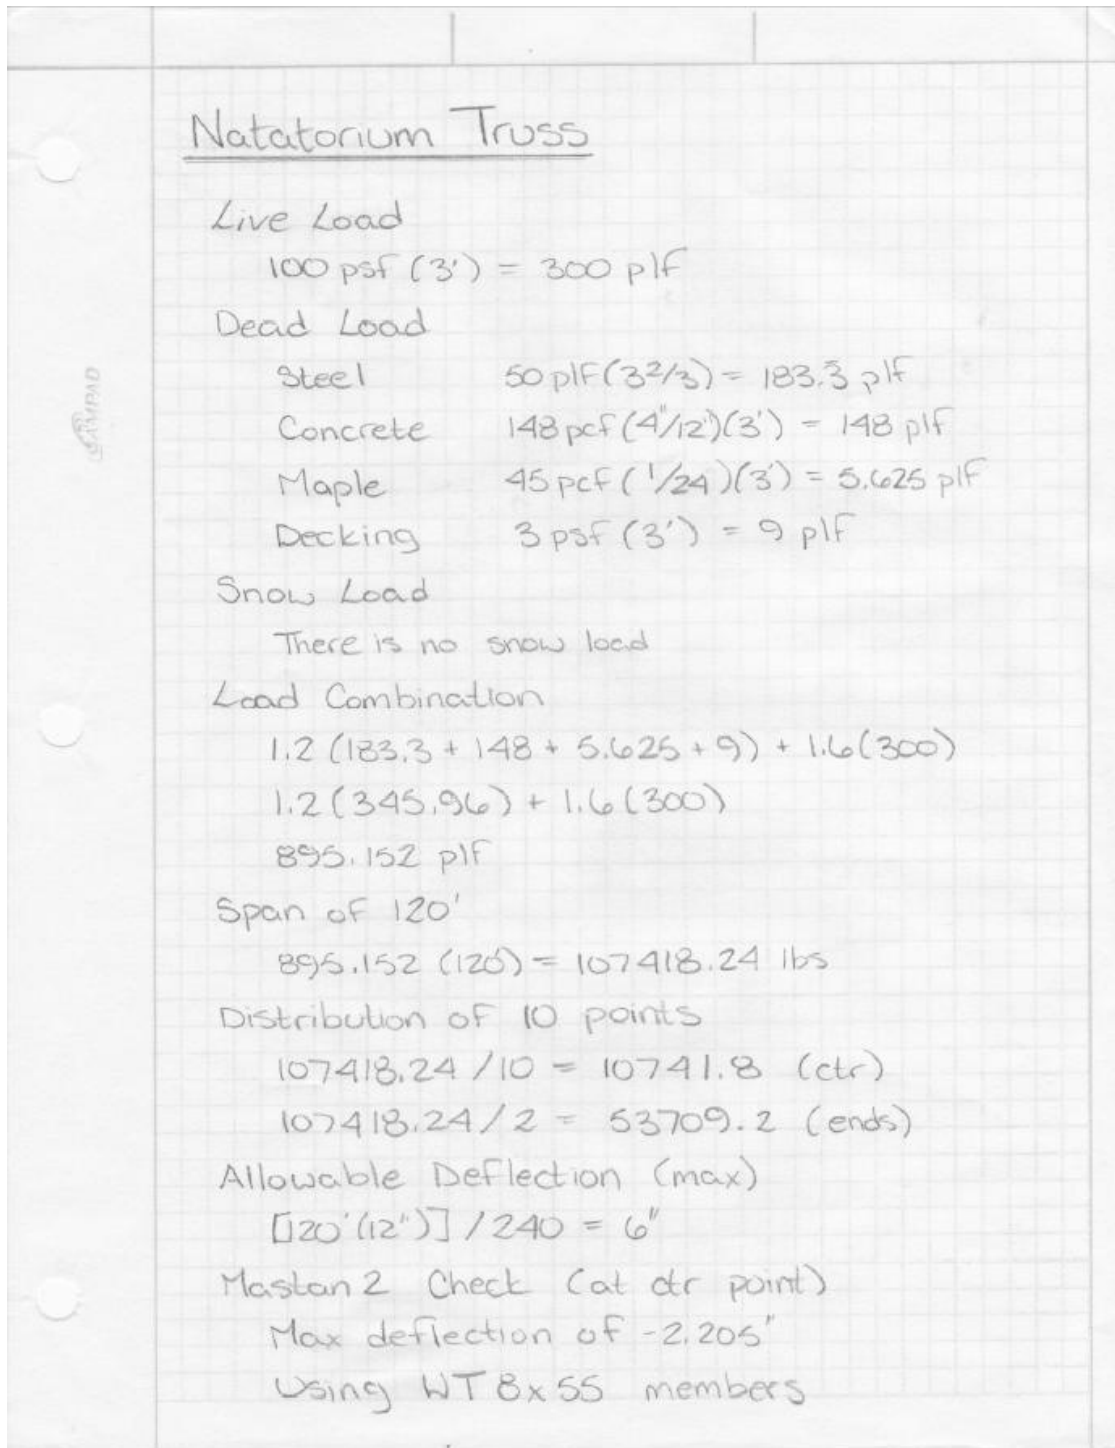 Natatorium Truss
Live Load
100 psf (3') = 300 plf
Dead Load
Steel 50 plf (3 2/3) = 183.3 plf
Concrete 148 pcf (4"/12")(3') = 148 plf
Maple 45 pcf (1/24)(3') = 5.625 plf
Decking 3 psf (3') = 9 plf
Snow Load
There is no snow load
Load Combination
1.2 (183.3 + 148 + 5.625 + 9) + 1.6 (300)
1.2 (345.96) + 1.6 (300)
895.152 plf
Span of 120'
895.152 (120') = 107418.24 lbs
Distribution of 10 points
107418.24 / 10 = 10741.8 (ctr)
107418.24 / 2 = 53709.2 (ends)
Allowable Deflection (max)
[120'(12")] / 240 = 6"
Mastan 2 Check (at ctr point)
Max deflection of -2.205"
Using WT 8x55 members
AMPAD